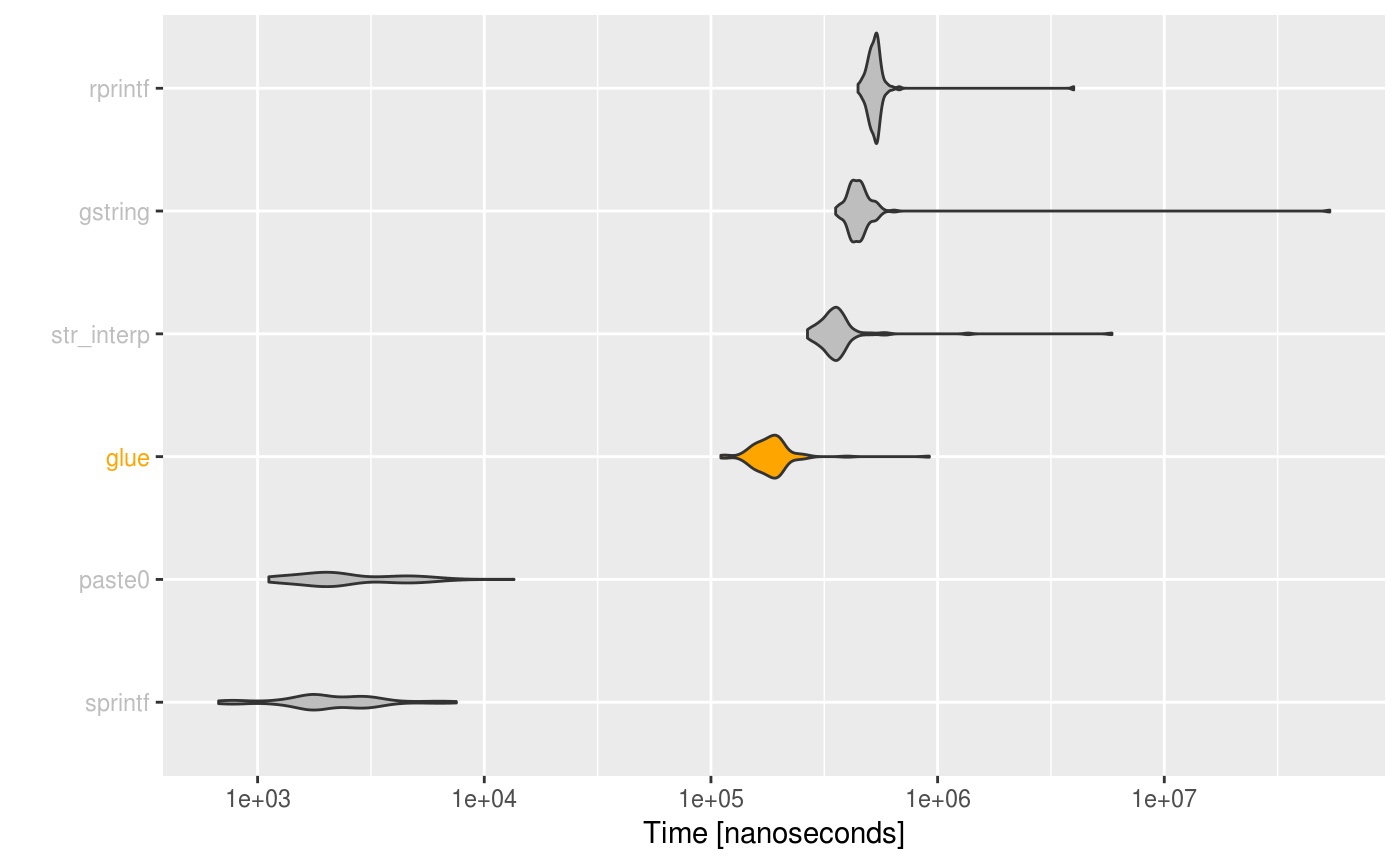 rprintf
gstring
str_interp
glue
paste0
sprintf
1e+03 1e+04 1e+05 1e+06 1e+07
Time [nanoseconds]